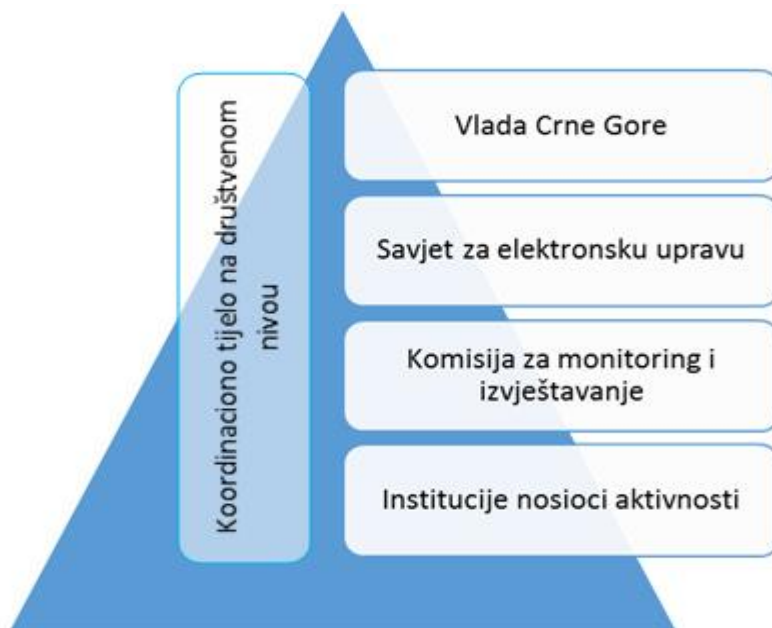 Koordinaciono tijelo na društvenom
nivou
Vlada Crne Gore
Savjet za elektronsku upravu
Komisija za monitoring i
izvještavanje
Institucije nosioci aktivnosti